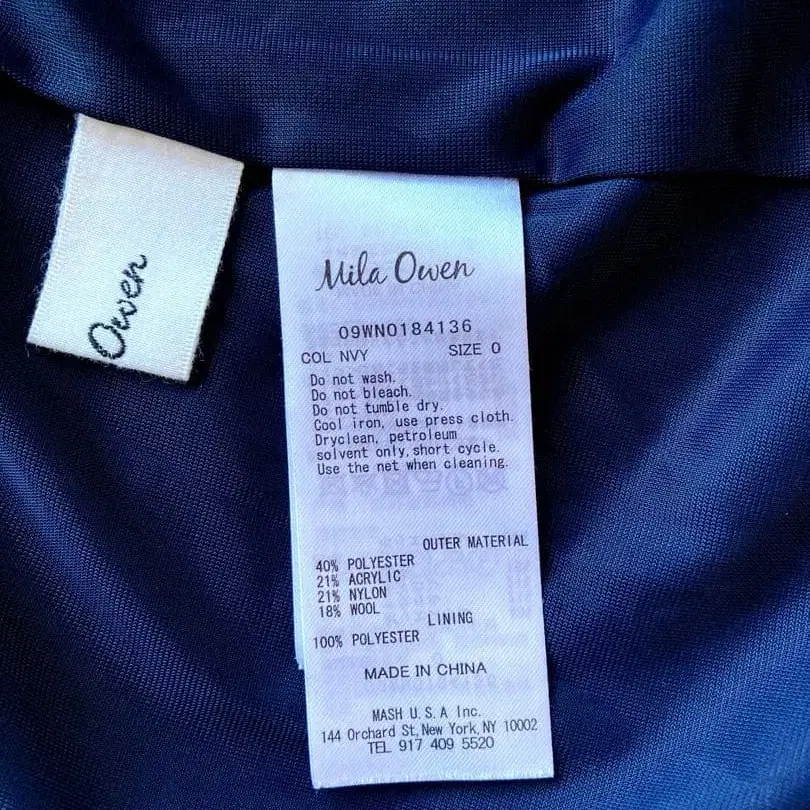 Owen
Mila Owen
09WN0184136
COL NVY SIZE 0
Do not wash.
Do not bleach.
Do not tumble dry.
Cool iron, use press cloth.
Dryclean, petroleum
solvent only, short cycle.
Use the net when cleaning.
OUTER MATERIAL
40% POLYESTER
21% ACRYLIC
21% NYLON
18% WOOL
LINING
100% POLYESTER
MADE IN CHINA
MASH U.S.A Inc.
144 Orchard St, New York, NY 10002
TEL 917 409 5520